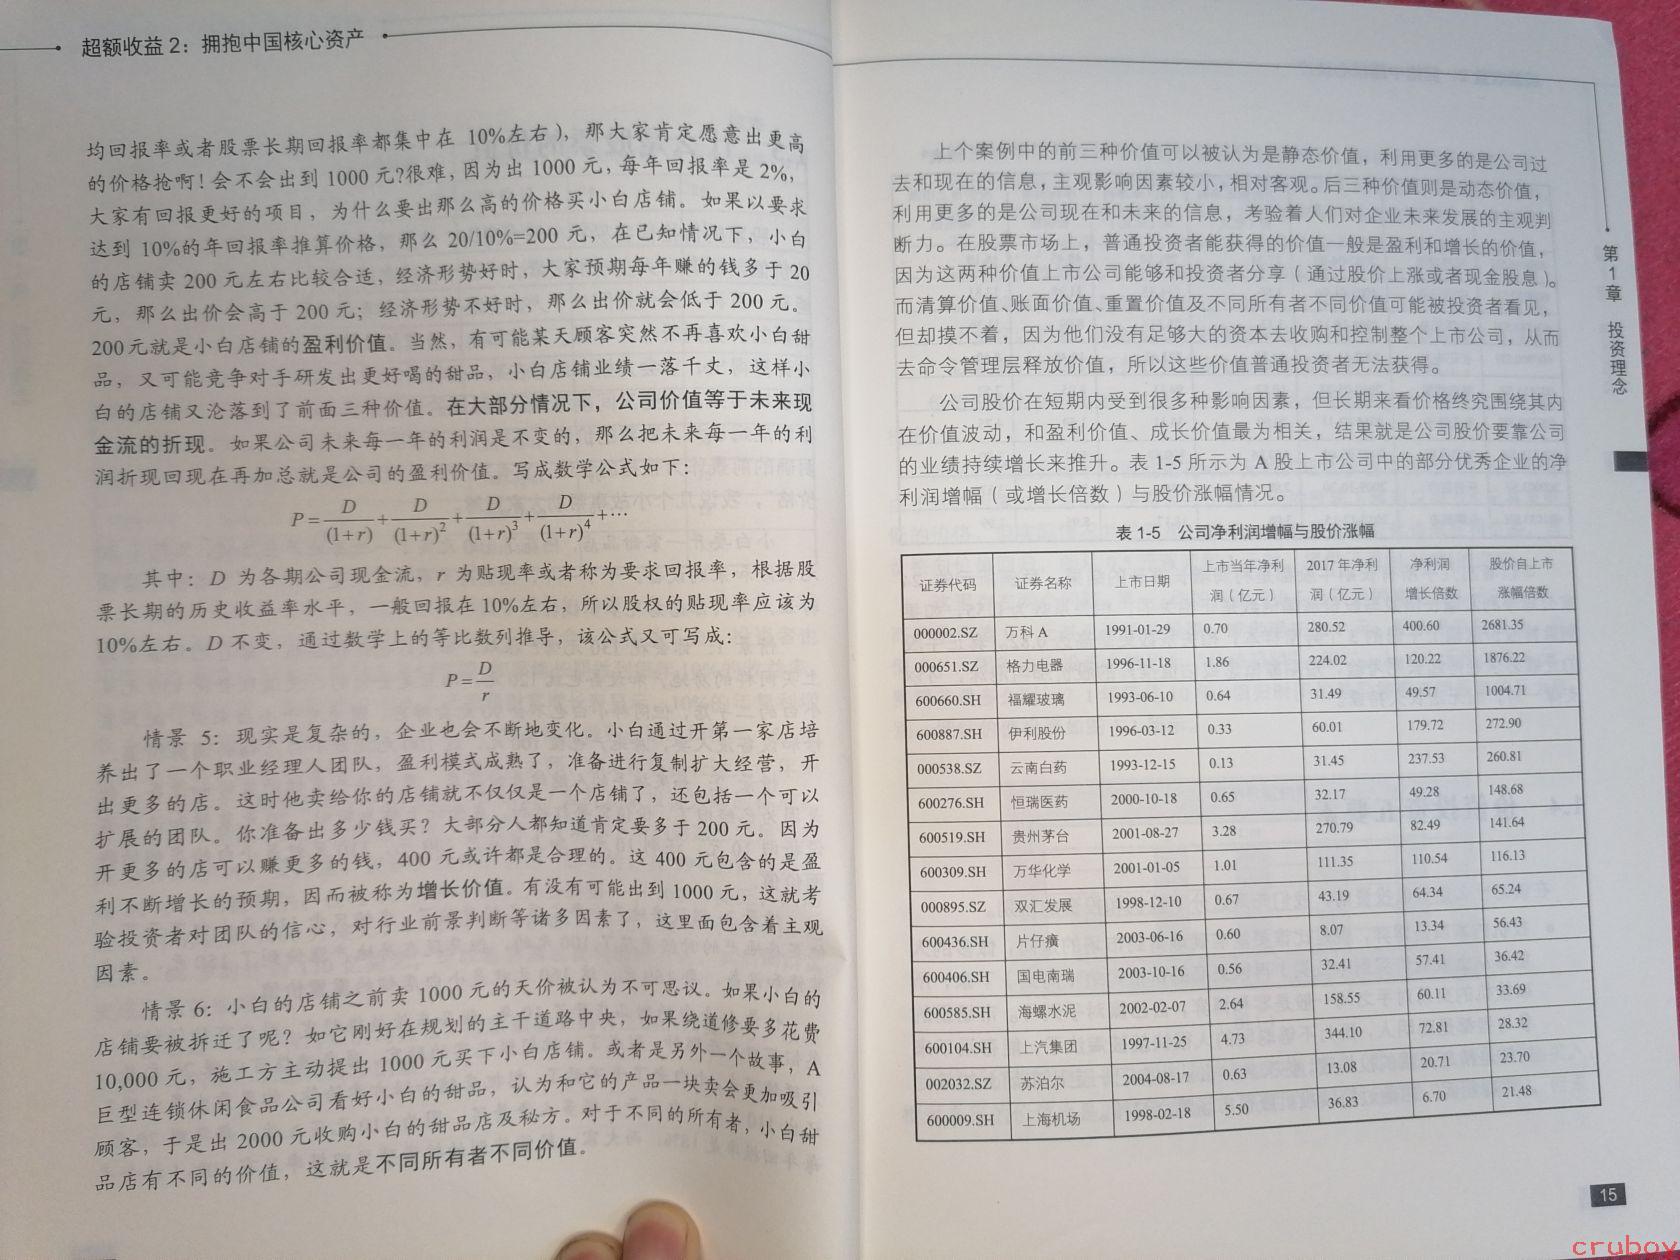 超额收益 2：拥抱中国核心资产
均回报率或者股票长期回报率都集中在 10%左右），那大家肯定愿意出更高
的价格抢啊！会不会出到 1000 元?很难，因为出 1000 元，每年回报率是 2%，
大家有回报更好的项目，为什么要出那么高的价格买小白店铺。如果以要求
达到 10%的年回报率推算价格，那么 20/10%=200 元，在已知情况下，小白
的店铺卖 200 元左右比较合适，经济形势好时，大家预期每年赚的钱多于 20
元，那么出价会高于 200 元；经济形势不好时，那么出价就会低于 200 元。
200元就是小白店铺的盈利价值。当然，有可能某天顾客突然不再喜欢小白甜
品，又可能竞争对手研发出更好喝的甜品，小白店铺业绩一落千丈，这样小
白的店铺又沦落到了前面三种价值。在大部分情况下，公司价值等于未来现
金流的折现。如果公司未来每一年的利润是不变的，那么把未来每一年的利
润折现回现在再加总就是公司的盈利价值。写成数学公式如下：
P=D/(1+r)+D/(1+r)²+D/(1+r)³+D/(1+r)⁴+…
其中：D 为各期公司现金流，r 为贴现率或者称为要求回报率，根据股
票长期的历史收益率水平，一般回报在 10%左右，所以股权的贴现率应该为
10%左右。D 不变，通过数学上的等比数列推导，该公式又可写成：
P=D/r
情景 5：现实是复杂的，企业也会不断地变化。小白通过开第一家店培
养出了一个职业经理人团队，盈利模式成熟了，准备进行复制扩大经营，开
出更多的店。这时他卖给你的店铺就不仅仅是一个店铺了，还包括一个可以
扩展的团队。你准备出多少钱买？大部分人都知道肯定要多于 200 元。因为
开更多的店可以赚更多的钱，400 元或许都是合理的。这 400 元包含的是盈
利不断增长的预期，因而被称为增长价值。有没有可能出到 1000 元，这就考
验投资者对团队的信心，对行业前景判断等诸多因素了，这里面包含着主观
因素。
情景 6：小白的店铺之前卖 1000 元的天价被认为不可思议。如果小白的
店铺要被拆迁了呢？如它刚好在规划的主干道路中央，如果绕道修要多花费
10,000 元，施工方主动提出 1000 元买下小白店铺。或者是另外一个故事，A
巨型连锁休闲食品公司看好小白的甜品，认为和它的产品一块卖会更加吸引
顾客，于是出 2000 元收购小白的甜品店及秘方。对于不同的所有者，小白甜
品店有不同的价值，这就是不同所有者不同价值。
上个案例中的前三种价值可以被认为是静态价值，利用更多的是公司过
去和现在的信息，主观影响因素较小，相对客观。后三种价值则是动态价值，
利用更多的是公司现在和未来的信息，考验着人们对企业未来发展的主观判
断力。在股票市场上，普通投资者能获得的价值一般是盈利和增长的价值，
因为这两种价值上市公司能够和投资者分享（通过股价上涨或者现金股息）。
而清算价值、账面价值、重置价值及不同所有者不同价值可能被投资者看见，
但却摸不着，因为他们没有足够大的资本去收购和控制整个上市公司，从而
去命令管理层释放价值，所以这些价值普通投资者无法获得。
公司股价在短期内受到很多种影响因素，但长期来看价格终究围绕其内
在价值波动，和盈利价值、成长价值最为相关，结果就是公司股价要靠公司
的业绩持续增长来推升。表 1-5 所示为 A 股上市公司中的部分优秀企业的净
利润增幅（或增长倍数）与股价涨幅情况。
表 1-5 公司净利润增幅与股价涨幅
证券代码 证券名称 上市日期 上市当年净利润（亿元） 2017 年净利润（亿元） 净利润增长倍数 股价自上市涨幅倍数
000002.SZ 万科 A 1991-01-29 0.70 280.52 400.60 2681.35
000651.SZ 格力电器 1996-11-18 1.86 224.02 120.22 1876.22
600660.SH 福耀玻璃 1993-06-10 0.64 31.49 49.57 1004.71
600887.SH 伊利股份 1996-03-12 0.33 60.01 179.72 272.90
000538.SZ 云南白药 1993-12-15 0.13 31.45 237.53 260.81
600276.SH 恒瑞医药 2000-10-18 0.65 32.17 49.28 148.68
600519.SH 贵州茅台 2001-08-27 3.28 270.79 82.49 141.64
600309.SH 万华化学 2001-01-05 1.01 111.35 110.54 116.13
000895.SZ 双汇发展 1998-12-10 0.67 43.19 64.34 65.24
600436.SH 片仔癀 2003-06-16 0.60 8.07 13.34 56.43
600406.SH 国电南瑞 2003-10-16 0.56 32.41 57.41 36.42
600585.SH 海螺水泥 2002-02-07 2.64 158.55 60.11 33.69
600104.SH 上汽集团 1997-11-25 4.73 344.10 72.81 28.32
002032.SZ 苏泊尔 2004-08-17 0.63 13.08 20.71 23.70
600009.SH 上海机场 1998-02-18 5.50 36.83 6.70 21.48
第1章 投资理念
15
crubox